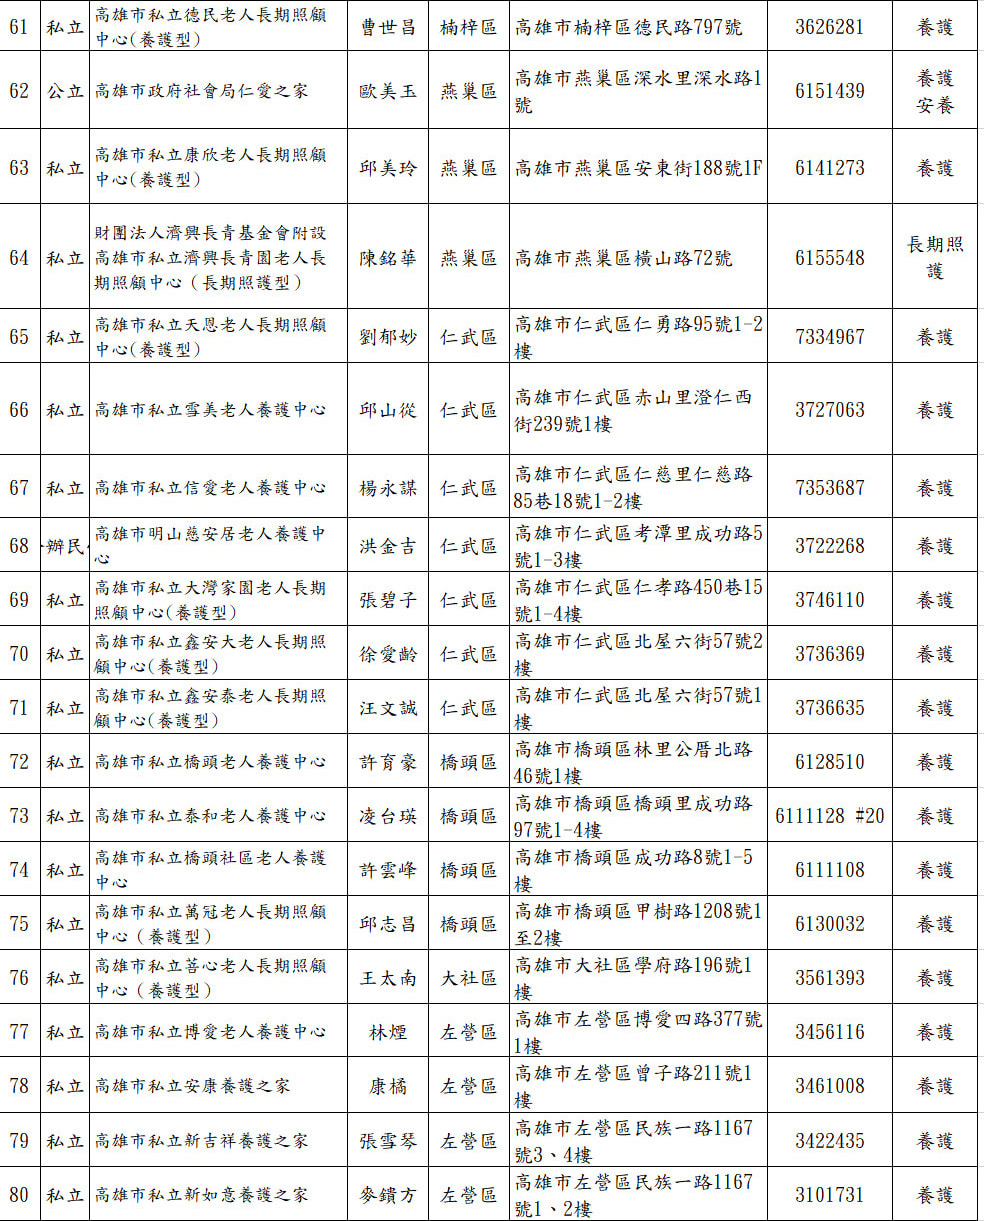 61 私立 高雄市私立德民老人長期照顧中心(養護型) 曹世昌 楠梓區 高雄市楠梓區德民路797號 3626281 養護
62 公立 高雄市政府社會局仁愛之家 歐美玉 燕巢區 高雄市燕巢區深水里深水路1號 6151439 養護 安養
63 私立 高雄市私立康欣老人長期照顧中心(養護型) 邱美玲 燕巢區 高雄市燕巢區安東街188號1F 6141273 養護
64 私立 財團法人濟興長青基金會附設高雄市私立濟興長青園老人長期照顧中心（長期照護型） 陳銘華 燕巢區 高雄市燕巢區橫山路72號 6155548 長期照護
65 私立 高雄市私立天恩老人長期照顧中心(養護型) 劉郁妙 仁武區 高雄市仁武區仁勇路95號1-2樓 7334967 養護
66 私立 高雄市私立雪美老人養護中心 邱山從 仁武區 高雄市仁武區赤山里澄仁西街239號1樓 3727063 養護
67 私立 高雄市私立信愛老人養護中心 楊永謀 仁武區 高雄市仁武區仁慈里仁慈路85巷18號1-2樓 7353687 養護
68 辦民 高雄市明山慈安居老人養護中心 洪金吉 仁武區 高雄市仁武區考潭里成功路5號1-3樓 3722268 養護
69 私立 高雄市私立大灣家園老人長期照顧中心(養護型) 張碧子 仁武區 高雄市仁武區仁孝路450巷15號1-4樓 3746110 養護
70 私立 高雄市私立鑫安大老人長期照顧中心(養護型) 徐愛齡 仁武區 高雄市仁武區北屋六街57號2樓 3736369 養護
71 私立 高雄市私立鑫安泰老人長期照顧中心(養護型) 汪文誠 仁武區 高雄市仁武區北屋六街57號1樓 3736635 養護
72 私立 高雄市私立橋頭老人養護中心 許育豪 橋頭區 高雄市橋頭區林里公厝北路46號1樓 6128510 養護
73 私立 高雄市私立泰和老人養護中心 凌台瑛 橋頭區 高雄市橋頭區橋頭里成功路97號1-4樓 6111128 #20 養護
74 私立 高雄市私立橋頭社區老人養護中心 許雲峰 橋頭區 高雄市橋頭區成功路8號1-5樓 6111108 養護
75 私立 高雄市私立萬冠老人長期照顧中心（養護型） 邱志昌 橋頭區 高雄市橋頭區甲樹路1208號1至2樓 6130032 養護
76 私立 高雄市私立菩心老人長期照顧中心（養護型） 王太南 大社區 高雄市大社區學府路196號1樓 3561393 養護
77 私立 高雄市私立博愛老人養護中心 林煙 左營區 高雄市左營區博愛四路377號1樓 3456116 養護
78 私立 高雄市私立安康養護之家 康橘 左營區 高雄市左營區曾子路211號1樓 3461008 養護
79 私立 高雄市私立新吉祥養護之家 張雪琴 左營區 高雄市左營區民族一路1167號3、4樓 3422435 養護
80 私立 高雄市私立新如意養護之家 麥鐀方 左營區 高雄市左營區民族一路1167號1、2樓 3101731 養護